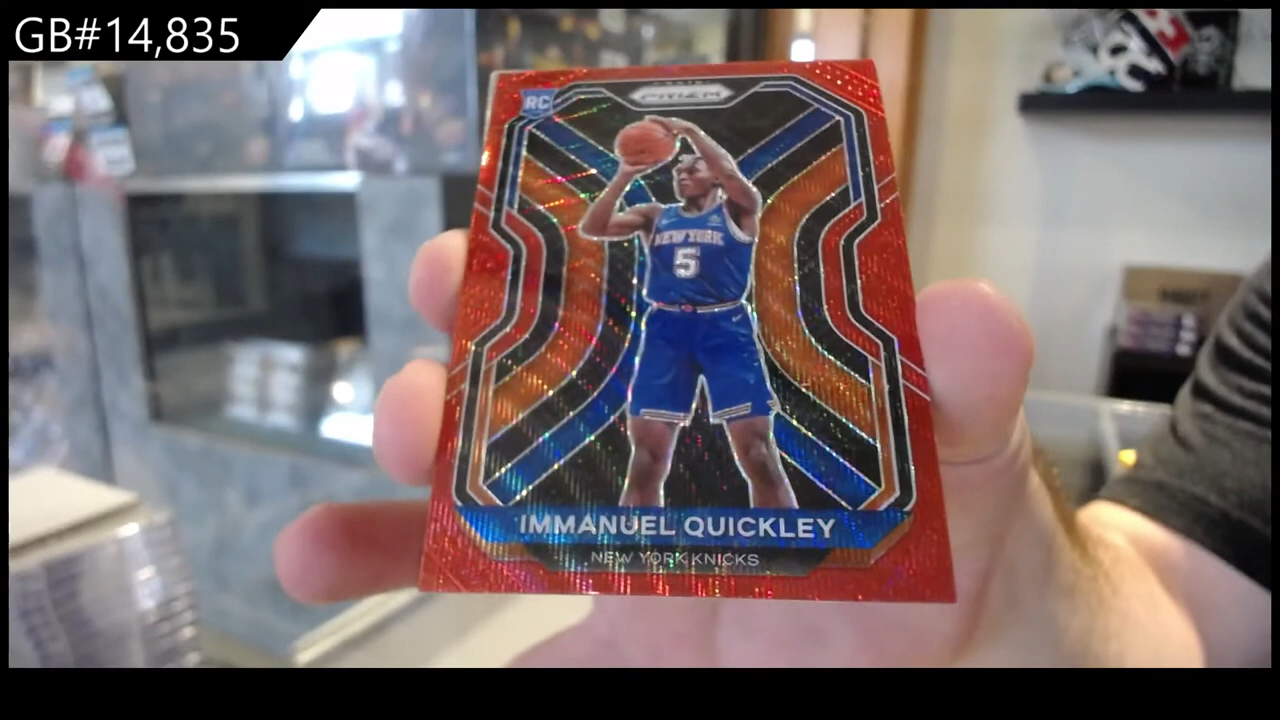 GB#14,835
RC
PRIZM
NEW YORK
5
IMMANUEL QUICKLEY
NEW YORK KNICKS